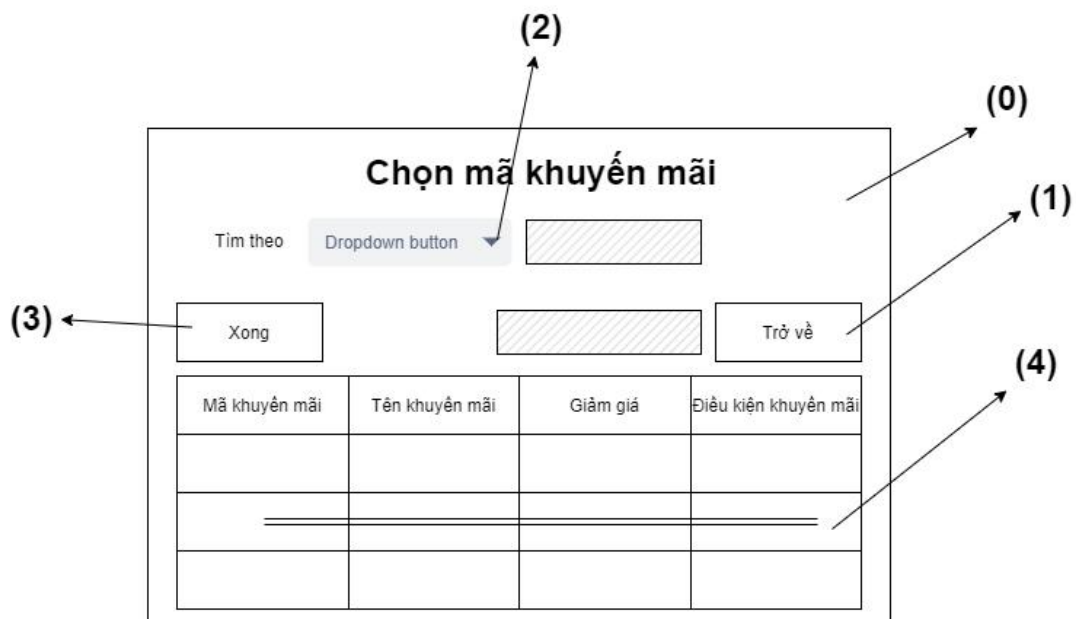 (2)
(0)
Chọn mã khuyến mãi
(1)
Tìm theo Dropdown button
(3)
Xong Trở về
(4)
Mã khuyến mãi Tên khuyến mãi Giảm giá Điều kiện khuyến mãi